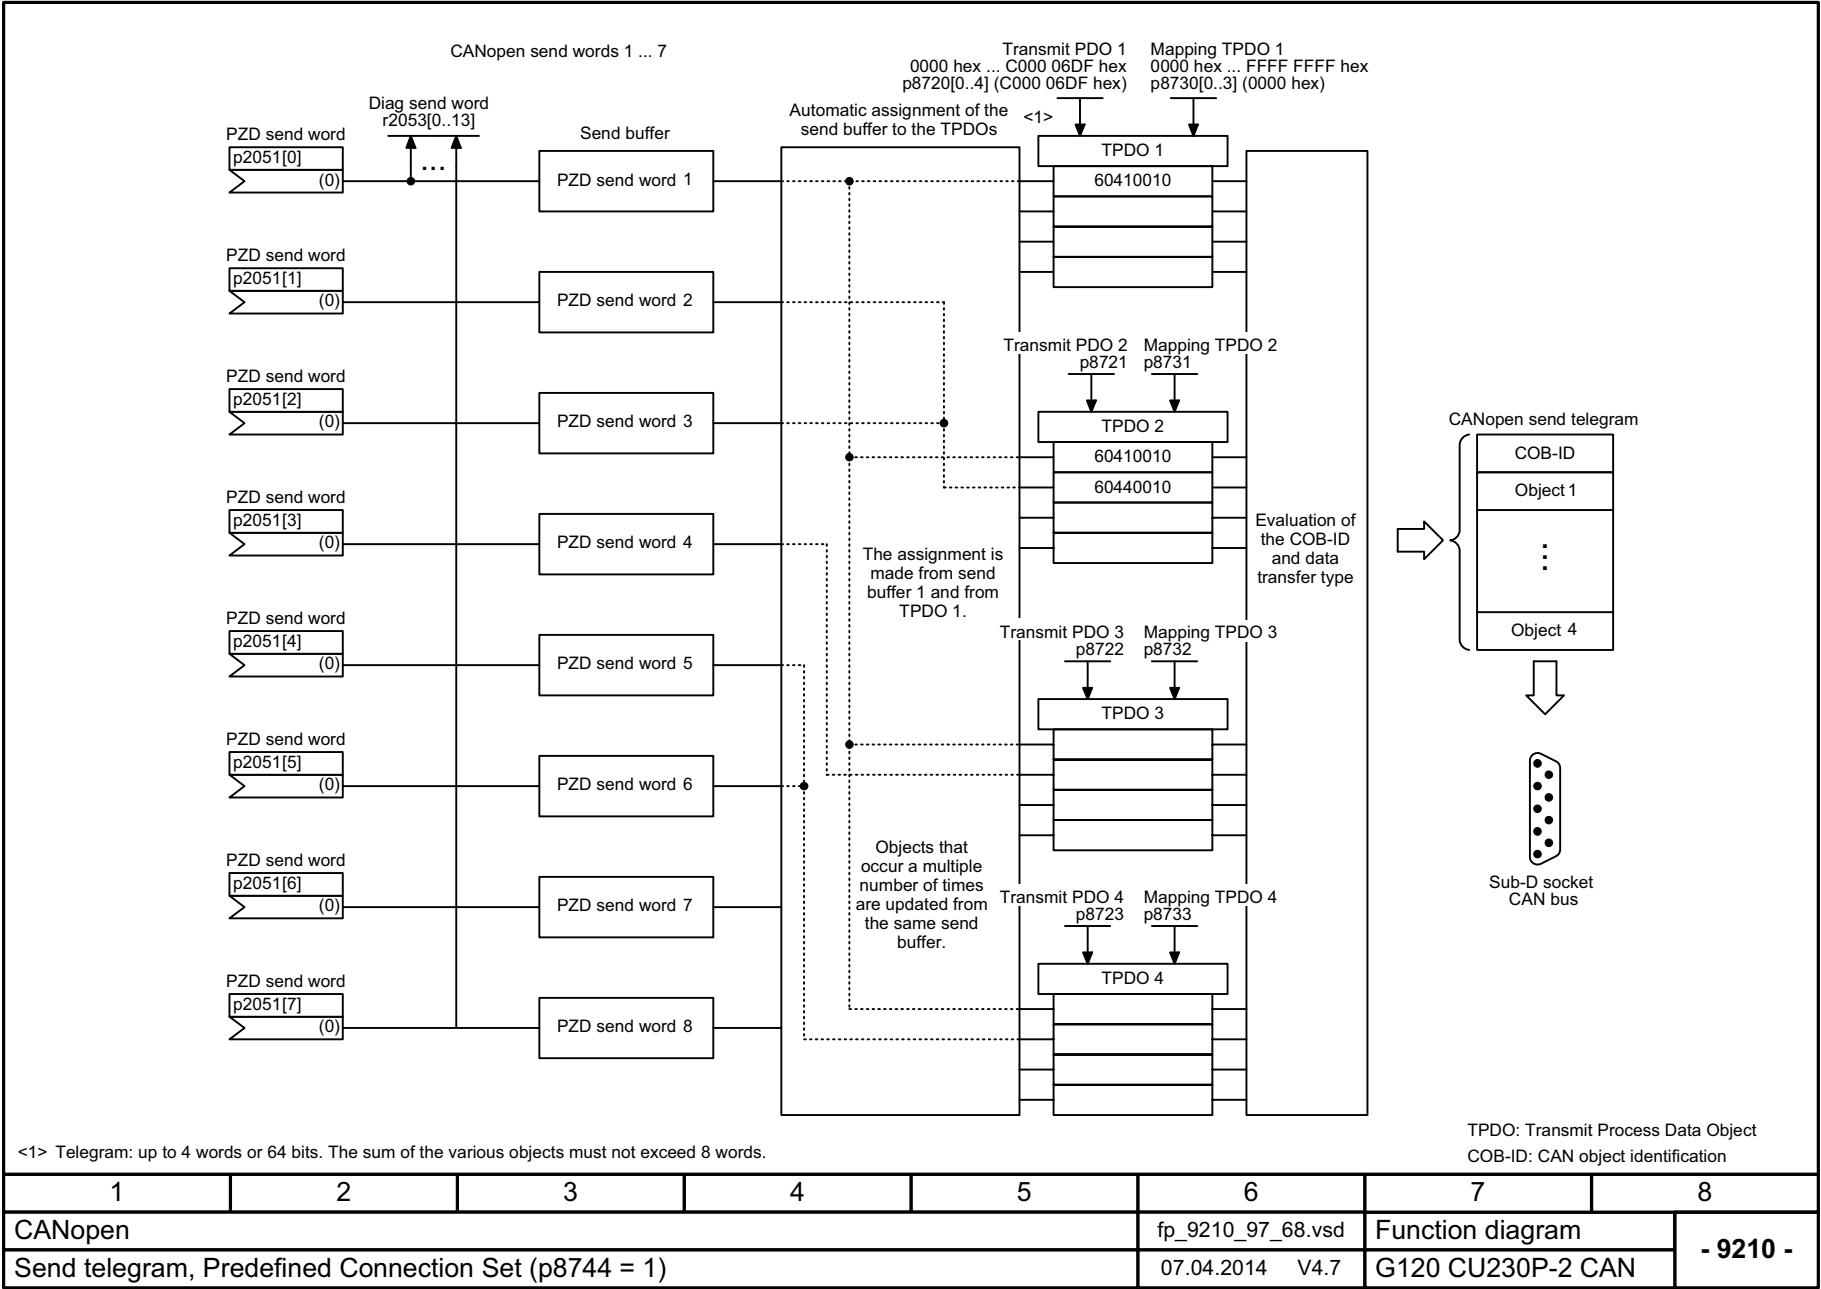 CANopen send words 1 ... 7
Transmit PDO 1
0000 hex ... C000 06DF hex
p8720[0..4] (C000 06DF hex)
Mapping TPDO 1
0000 hex ... FFFF FFFF hex
p8730[0..3] (0000 hex)
Diag send word
r2053[0..13]
Send buffer
Automatic assignment of the
send buffer to the TPDOs
<1>
PZD send word
p2051[0]
(0)
...
PZD send word 1
TPDO 1
60410010
PZD send word
p2051[1]
(0)
PZD send word 2
Transmit PDO 2
p8721
Mapping TPDO 2
p8731
PZD send word
p2051[2]
(0)
PZD send word 3
TPDO 2
60410010
60440010
CANopen send telegram
COB-ID
Object 1
⋮
Object 4
PZD send word
p2051[3]
(0)
PZD send word 4
The assignment is
made from send
buffer 1 and from
TPDO 1.
Evaluation of
the COB-ID
and data
transfer type
PZD send word
p2051[4]
(0)
PZD send word 5
Transmit PDO 3
p8722
Mapping TPDO 3
p8732
TPDO 3
PZD send word
p2051[5]
(0)
PZD send word 6
Objects that
occur a multiple
number of times
are updated from
the same send
buffer.
Sub-D socket
CAN bus
PZD send word
p2051[6]
(0)
PZD send word 7
Transmit PDO 4
p8723
Mapping TPDO 4
p8733
TPDO 4
PZD send word
p2051[7]
(0)
PZD send word 8
<1> Telegram: up to 4 words or 64 bits. The sum of the various objects must not exceed 8 words.
TPDO: Transmit Process Data Object
COB-ID: CAN object identification
1 2 3 4 5 6 7 8
CANopen
fp_9210_97_68.vsd
Function diagram
- 9210 -
Send telegram, Predefined Connection Set (p8744 = 1)
07.04.2014 V4.7
G120 CU230P-2 CAN